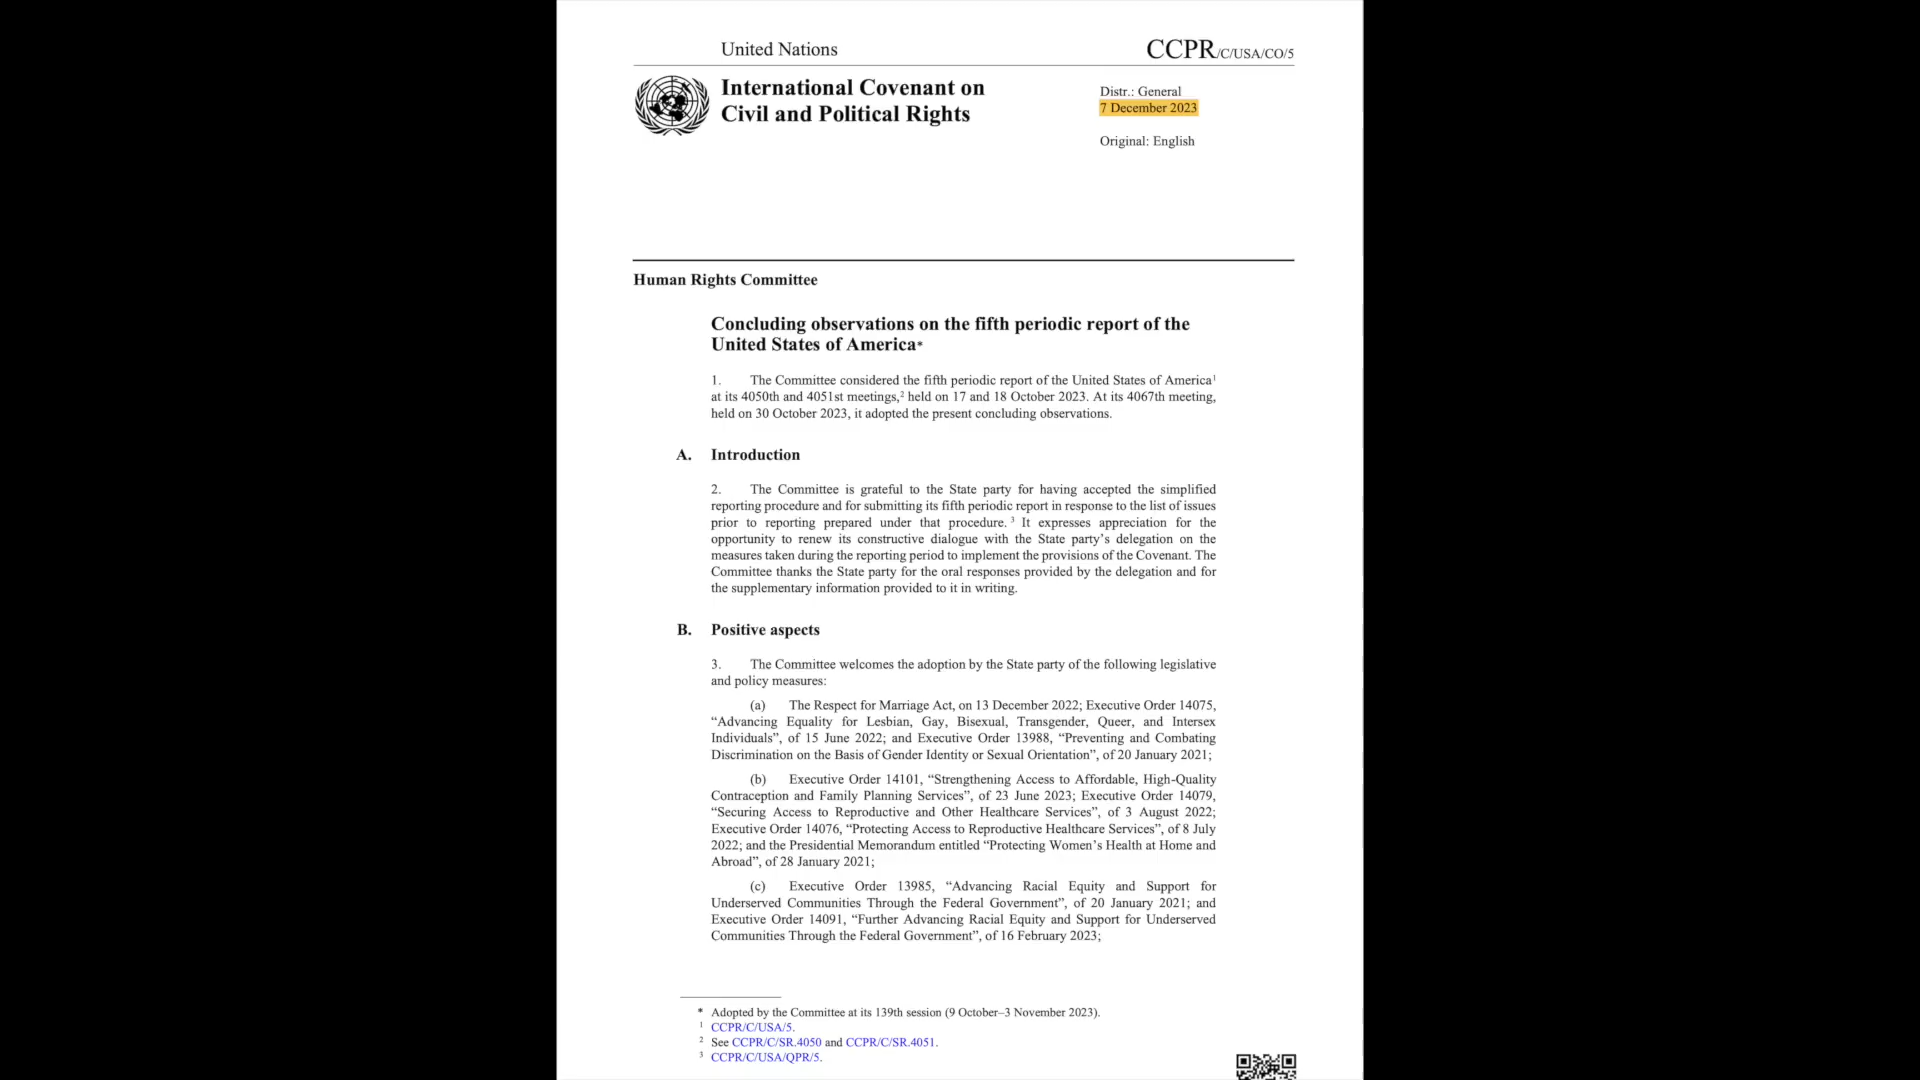 United Nations
CCPR/C/USA/CO/5
International Covenant on
Civil and Political Rights
Distr.: General
7 December 2023
Original: English
Human Rights Committee
Concluding observations on the fifth periodic report of the
United States of America*
1. The Committee considered the fifth periodic report of the United States of America¹
at its 4050th and 4051st meetings,² held on 17 and 18 October 2023. At its 4067th meeting,
held on 30 October 2023, it adopted the present concluding observations.
A. Introduction
2. The Committee is grateful to the State party for having accepted the simplified
reporting procedure and for submitting its fifth periodic report in response to the list of issues
prior to reporting prepared under that procedure. ³ It expresses appreciation for the
opportunity to renew its constructive dialogue with the State party’s delegation on the
measures taken during the reporting period to implement the provisions of the Covenant. The
Committee thanks the State party for the oral responses provided by the delegation and for
the supplementary information provided to it in writing.
B. Positive aspects
3. The Committee welcomes the adoption by the State party of the following legislative
and policy measures:
(a) The Respect for Marriage Act, on 13 December 2022; Executive Order 14075,
“Advancing Equality for Lesbian, Gay, Bisexual, Transgender, Queer, and Intersex
Individuals”, of 15 June 2022; and Executive Order 13988, “Preventing and Combating
Discrimination on the Basis of Gender Identity or Sexual Orientation”, of 20 January 2021;
(b) Executive Order 14101, “Strengthening Access to Affordable, High-Quality
Contraception and Family Planning Services”, of 23 June 2023; Executive Order 14079,
“Securing Access to Reproductive and Other Healthcare Services”, of 3 August 2022;
Executive Order 14076, “Protecting Access to Reproductive Healthcare Services”, of 8 July
2022; and the Presidential Memorandum entitled “Protecting Women’s Health at Home and
Abroad”, of 28 January 2021;
(c) Executive Order 13985, “Advancing Racial Equity and Support for
Underserved Communities Through the Federal Government”, of 20 January 2021; and
Executive Order 14091, “Further Advancing Racial Equity and Support for Underserved
Communities Through the Federal Government”, of 16 February 2023;
* Adopted by the Committee at its 139th session (9 October–3 November 2023).
¹ CCPR/C/USA/5.
² See CCPR/C/SR.4050 and CCPR/C/SR.4051.
³ CCPR/C/USA/QPR/5.